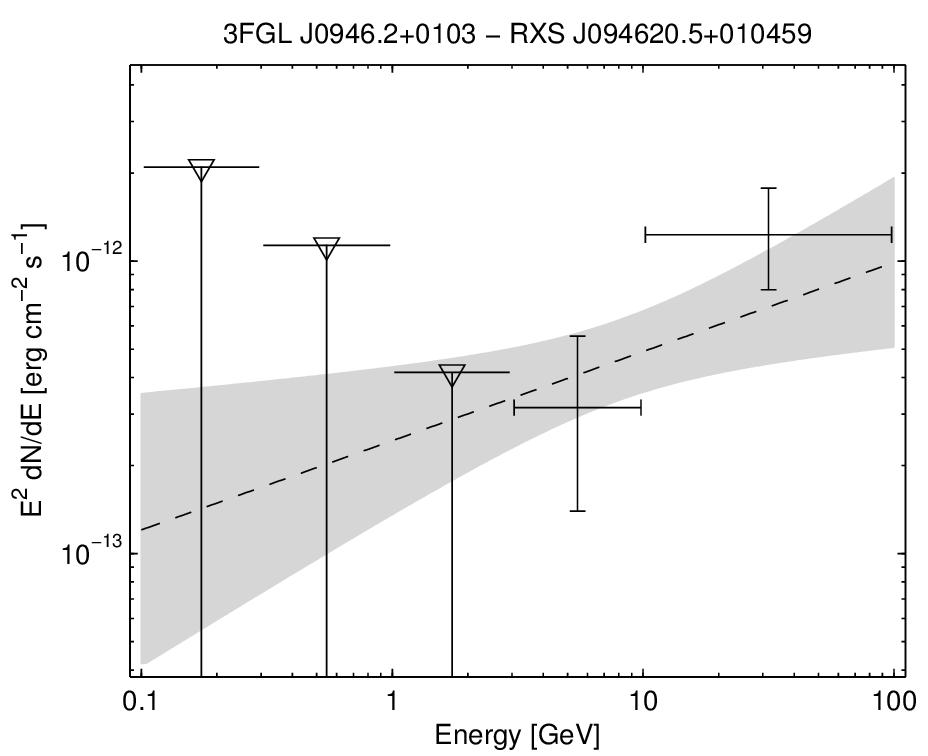 3FGL J0946.2+0103 − RXS J094620.5+010459
E² dN/dE [erg cm⁻² s⁻¹]
10⁻¹²
10⁻¹³
0.1 1 10 100
Energy [GeV]